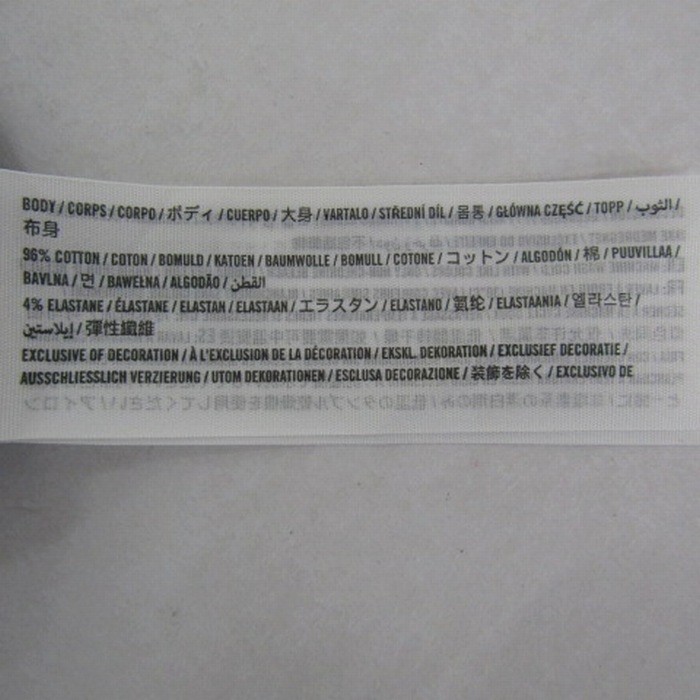 BODY / CORPS / CORPO / ボディ / CUERPO / 大身 / VARTALO / STŘEDNÍ DÍL / 몸통 / GŁÓWNA CZĘŚĆ / TOPP / الثوب /
布身
96% COTTON / COTON / BOMULD / KATOEN / BAUMWOLLE / BOMULL / COTONE / コットン / ALGODÓN / 棉 / PUUVILLAA /
BAVLNA / 면 / BAWEŁNA / ALGODÃO / القطن
4% ELASTANE / ÉLASTANE / ELASTAN / ELASTAAN / エラスタン / ELASTANO / 氨纶 / ELASTAANIA / 엘라스탄 /
إيلاستين / 彈性纖維
EXCLUSIVE OF DECORATION / À L'EXCLUSION DE LA DÉCORATION / EKSKL. DEKORATION / EXCLUSIEF DECORATIE /
AUSSCHLIESSLICH VERZIERUNG / UTOM DEKORATIONEN / ESCLUSA DECORAZIONE / 装飾を除く / EXCLUSIVO DE